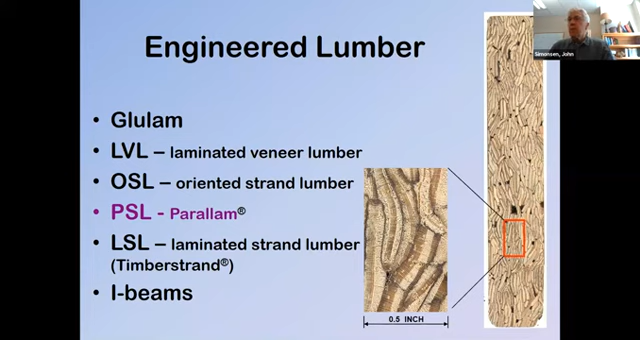 Engineered Lumber
Simonsen, John
• Glulam
• LVL – laminated veneer lumber
• OSL – oriented strand lumber
• PSL - Parallam®
• LSL – laminated strand lumber
(Timberstrand®)
• I-beams
0.5 INCH